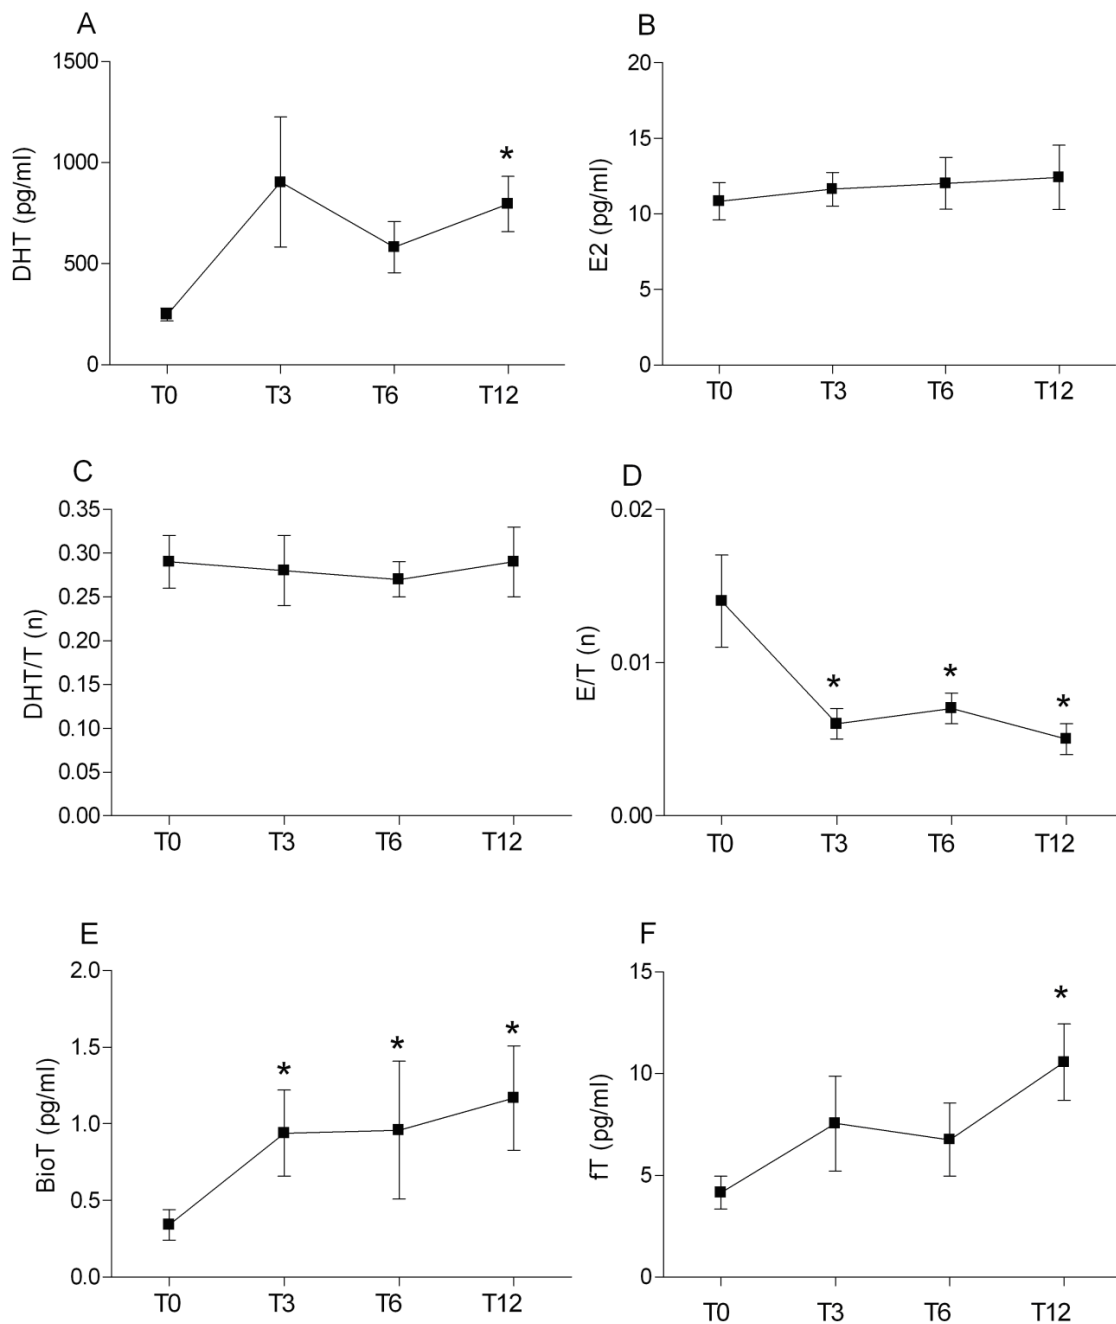 A
DHT (pg/ml)
1500
1000
500
0
*
T0 T3 T6 T12
B
E2 (pg/ml)
20
15
10
5
0
T0 T3 T6 T12
C
DHT/T (n)
0.35
0.30
0.25
0.20
0.15
0.10
0.05
0.00
T0 T3 T6 T12
D
E/T (n)
0.02
0.01
0.00
* * *
T0 T3 T6 T12
E
BioT (pg/ml)
2.0
1.5
1.0
0.5
0.0
* * *
T0 T3 T6 T12
F
fT (pg/ml)
15
10
5
0
*
T0 T3 T6 T12